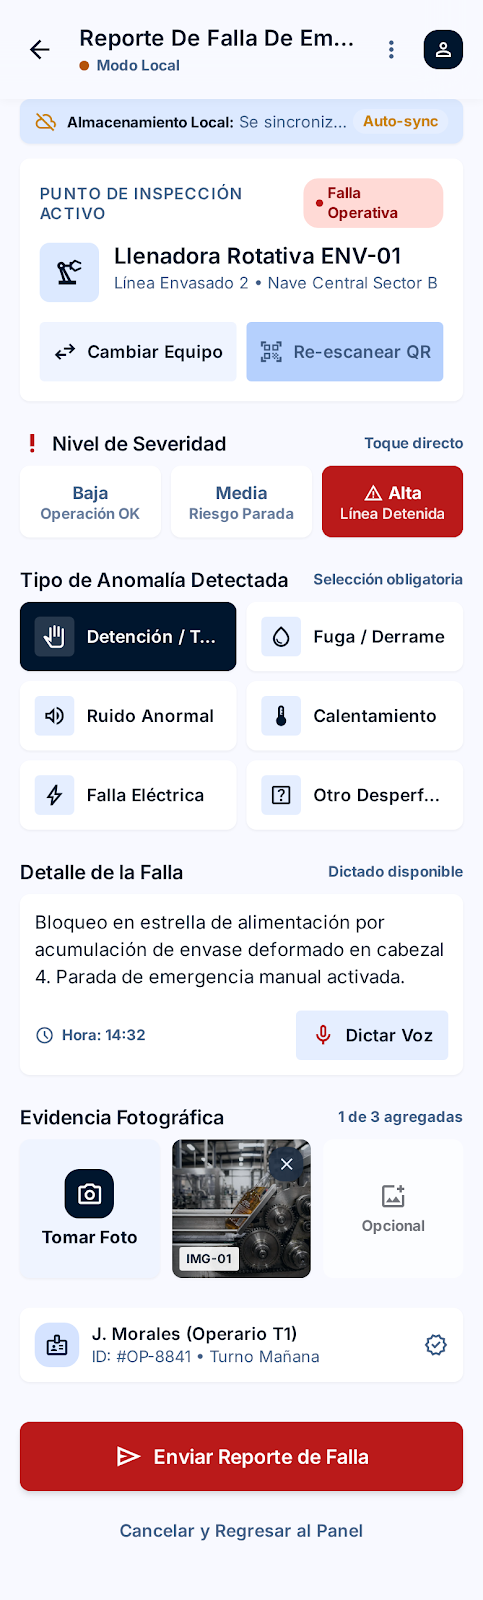 Reporte De Falla De Em...
Modo Local
Almacenamiento Local: Se sincroniz... Auto-sync
PUNTO DE INSPECCIÓN
ACTIVO
Falla
Operativa
Llenadora Rotativa ENV-01
Línea Envasado 2 • Nave Central Sector B
Cambiar Equipo
Re-escanear QR
Nivel de Severidad
Toque directo
Baja
Operación OK
Media
Riesgo Parada
Alta
Línea Detenida
Tipo de Anomalía Detectada
Selección obligatoria
Detención / T...
Fuga / Derrame
Ruido Anormal
Calentamiento
Falla Eléctrica
Otro Desperf...
Detalle de la Falla
Dictado disponible
Bloqueo en estrella de alimentación por
acumulación de envase deformado en cabezal
4. Parada de emergencia manual activada.
Hora: 14:32
Dictar Voz
Evidencia Fotográfica
1 de 3 agregadas
Tomar Foto
IMG-01
Opcional
J. Morales (Operario T1)
ID: #OP-8841 • Turno Mañana
Enviar Reporte de Falla
Cancelar y Regresar al Panel